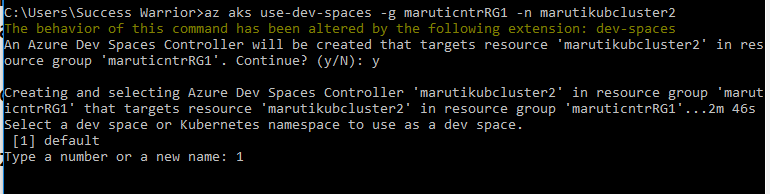 C:\Users\Success Warrior>az aks use-dev-spaces -g maruticntrRG1 -n marutikubcluster2
The behavior of this command has been altered by the following extension: dev-spaces
An Azure Dev Spaces Controller will be created that targets resource 'marutikubcluster2' in res
ource group 'maruticntrRG1'. Continue? (y/N): y
Creating and selecting Azure Dev Spaces Controller 'marutikubcluster2' in resource group 'marut
icntrRG1' that targets resource 'marutikubcluster2' in resource group 'maruticntrRG1'...2m 46s
Select a dev space or Kubernetes namespace to use as a dev space.
[1] default
Type a number or a new name: 1